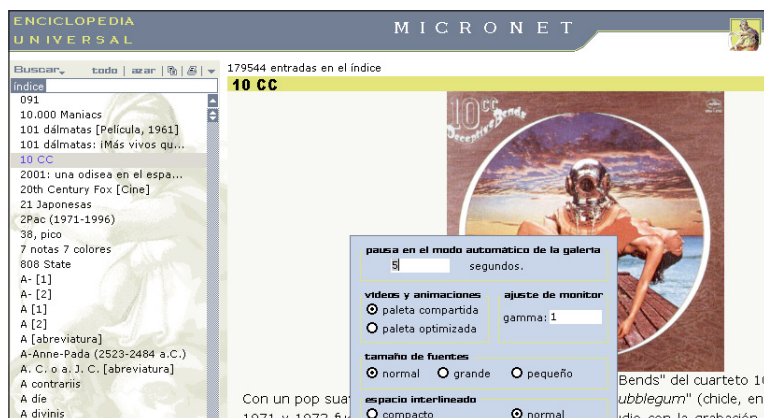 ENCICLOPEDIA
UNIVERSAL
MICRONET
Buscar
todo | azar
179544 entradas en el índice
índice
10 CC
091
10.000 Maniacs
101 dálmatas [Película, 1961]
101 dálmatas: ¡Más vivos qu...
10 CC
2001: una odisea en el espa...
20th Century Fox [Cine]
21 Japonesas
2Pac (1971-1996)
38, pico
7 notas 7 colores
808 State
A- [1]
A- [2]
A [1]
A [2]
A [abreviatura]
A-Anne-Pada (2523-2484 a.C.)
A. C. o a. J. C. [abreviatura]
A contrariis
A díe
A divinis
10cc
Deceptive Bends
pausa en el modo automático de la galería
5 segundos.
vídeos y animaciones
paleta compartida
paleta optimizada
ajuste de monitor
gamma: 1
tamaño de fuentes
normal grande pequeño
espacio interlineado
compacto normal
Bends" del cuarteto 10
Con un pop sua
ubblegum" (chicle, en
1971 y 1973 fu
dio con la grabación